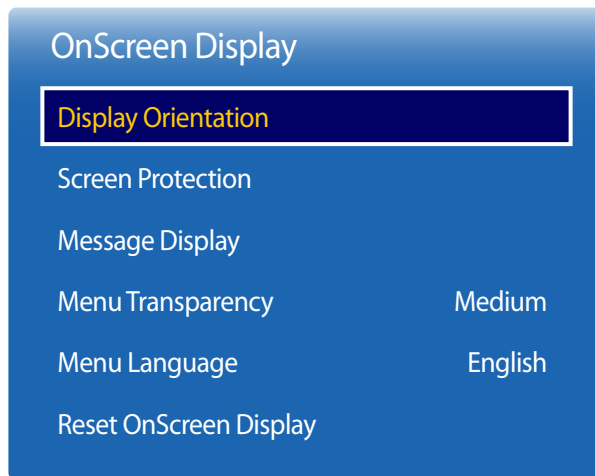 OnScreen Display
Display Orientation
Screen Protection
Message Display
Menu Transparency Medium
Menu Language English
Reset OnScreen Display